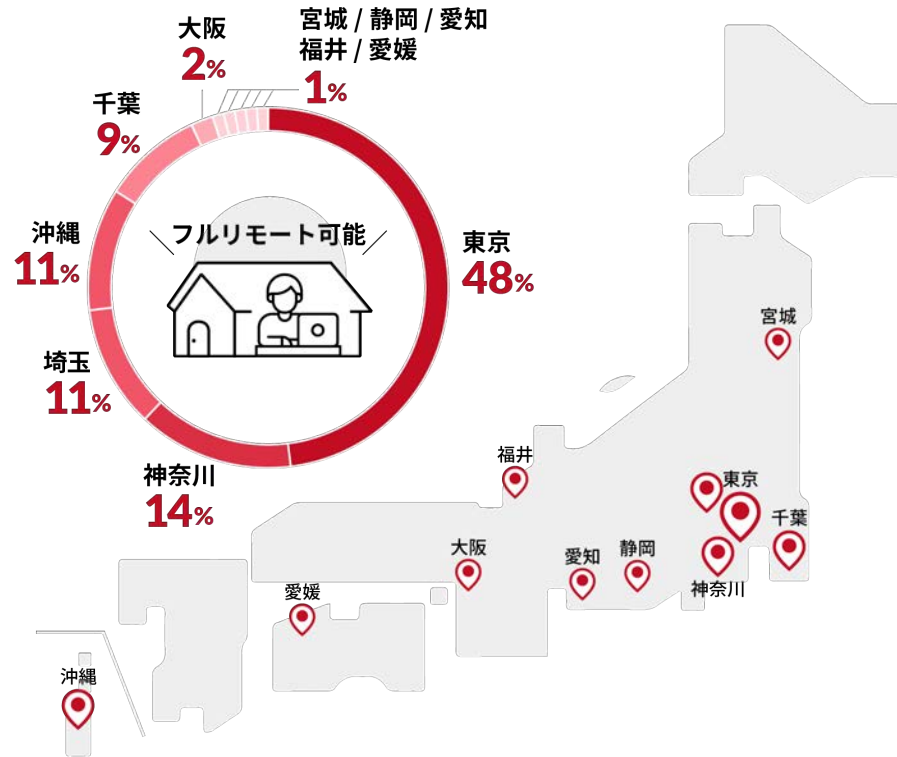 大阪
2%
宮城 / 静岡 / 愛知
福井 / 愛媛
1%
千葉
9%
沖縄
11%
埼玉
11%
神奈川
14%
東京
48%
フルリモート可能
宮城
福井
東京
千葉
大阪
愛知
静岡
神奈川
愛媛
沖縄